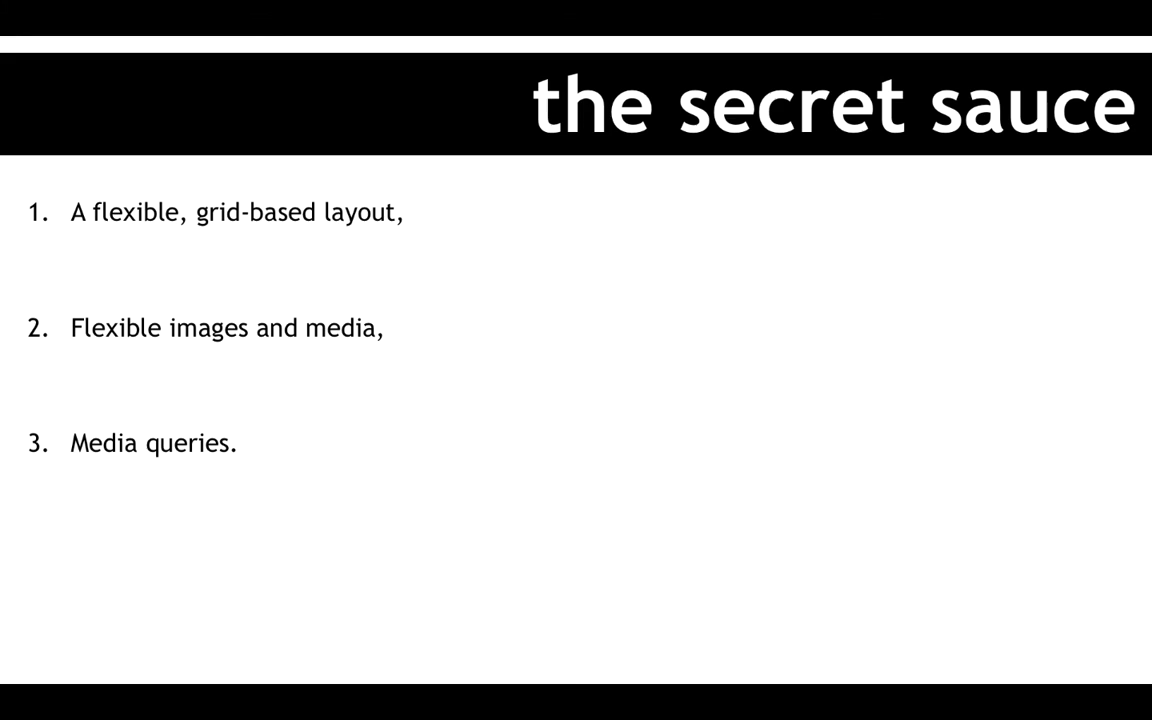 the secret sauce
1. A flexible, grid-based layout,
2. Flexible images and media,
3. Media queries.